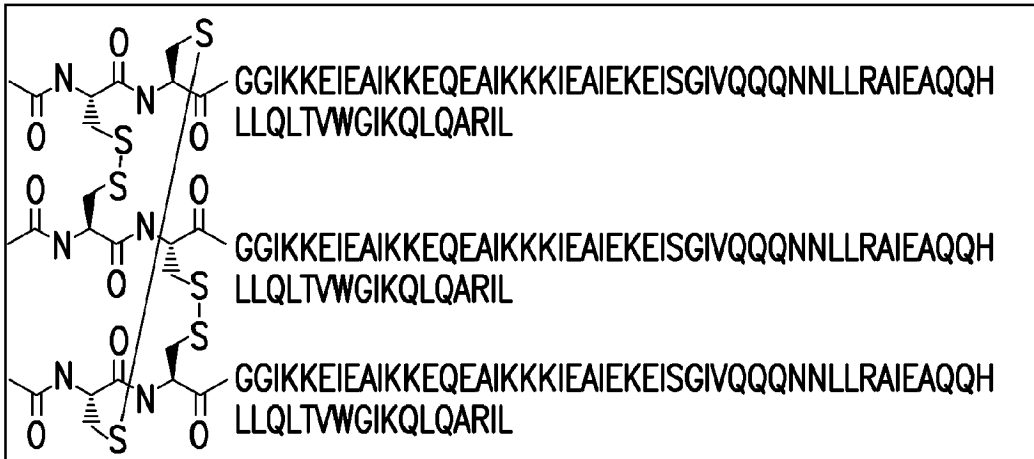 O S
N N GGIKKEIEAIKKEQEAIKKKIEAIEKEISGIVQQQNNLLRAIEAQQH
O S O LLQLTVWGIKQLQARIL
O S O
N N GGIKKEIEAIKKEQEAIKKKIEAIEKEISGIVQQQNNLLRAIEAQQH
O S LLQLTVWGIKQLQARIL
O S
N N GGIKKEIEAIKKEQEAIKKKIEAIEKEISGIVQQQNNLLRAIEAQQH
O S O LLQLTVWGIKQLQARIL